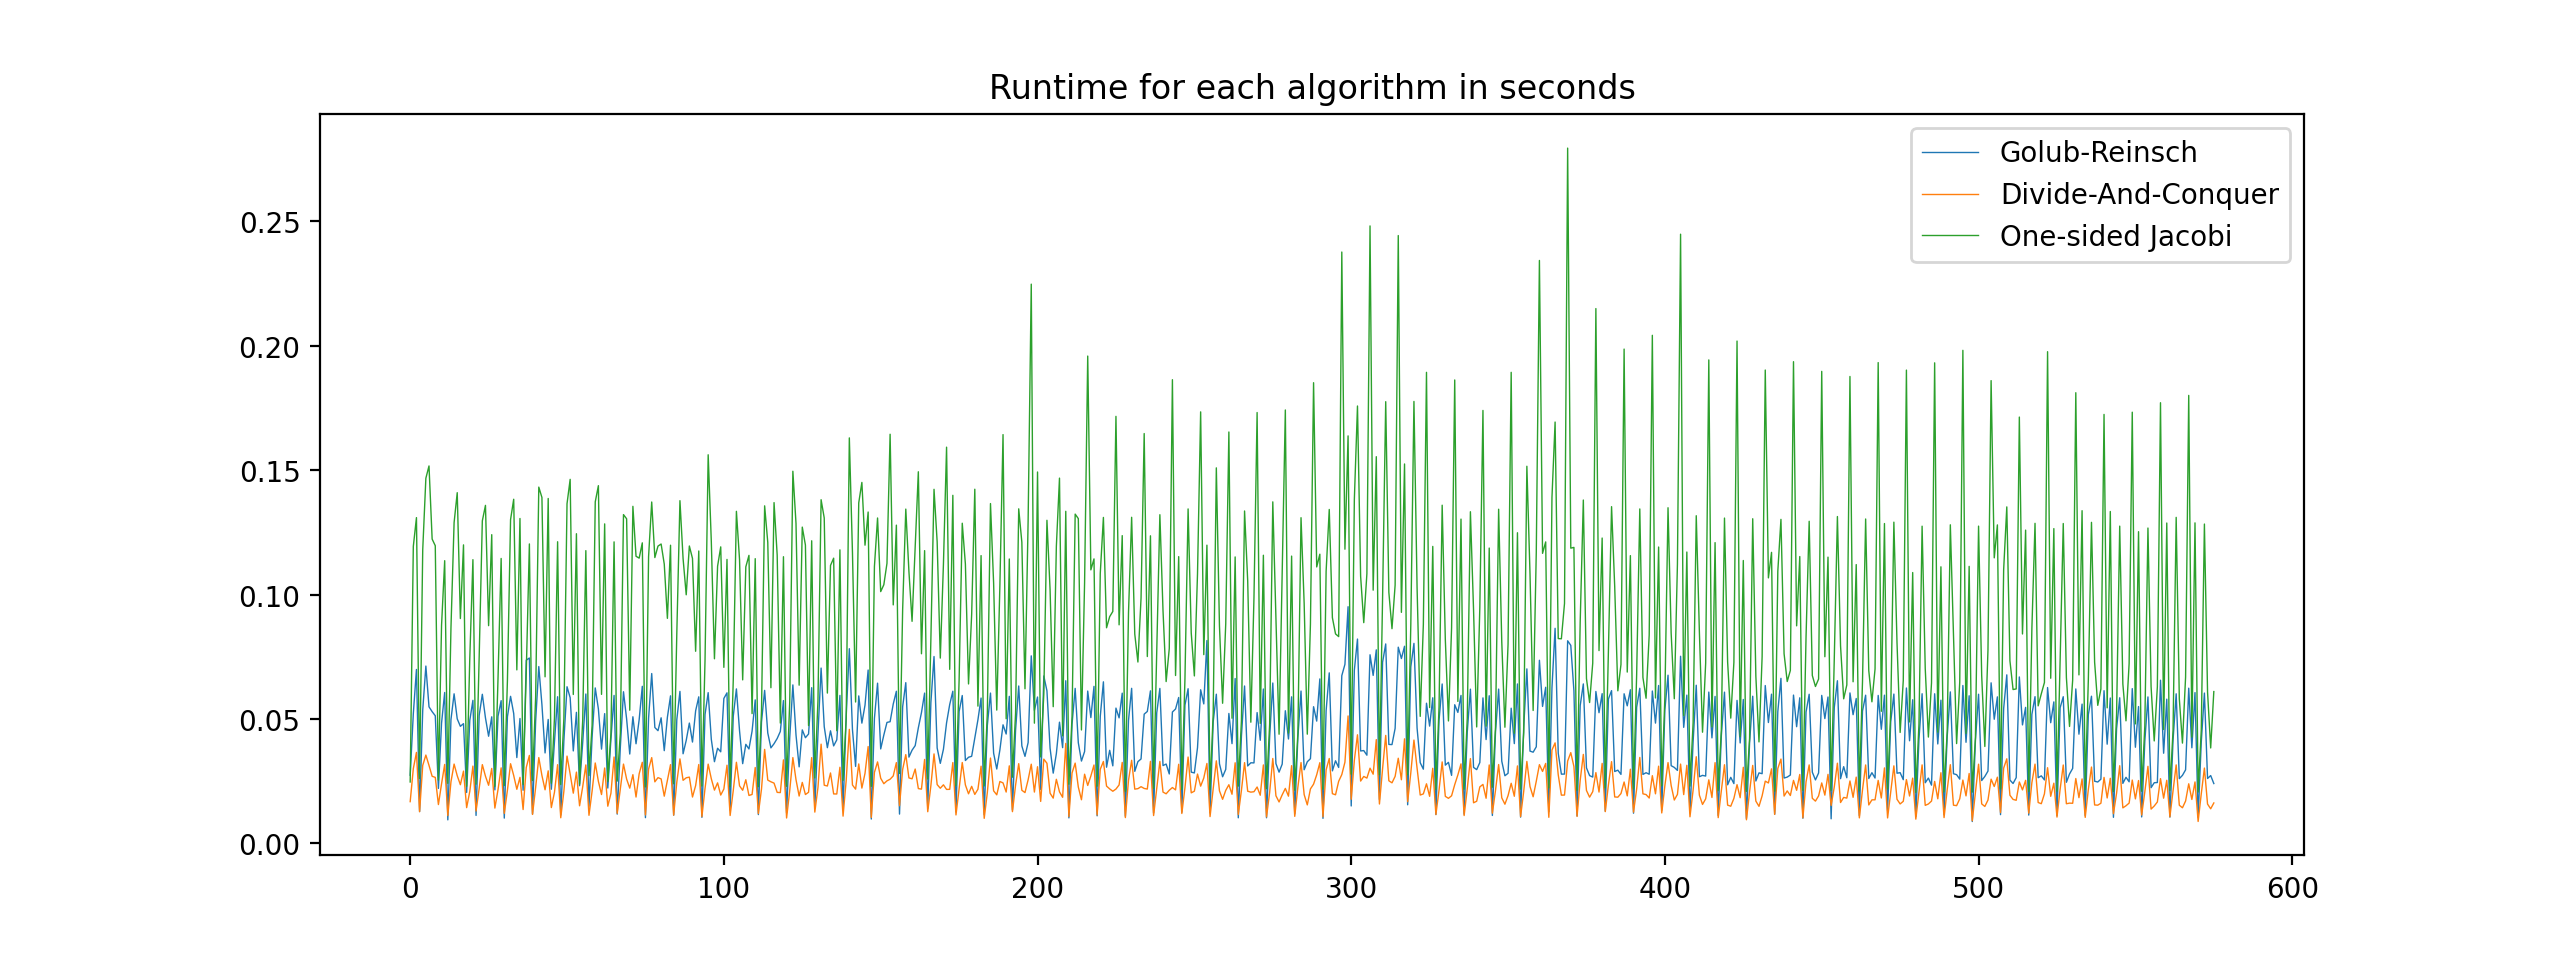 Runtime for each algorithm in seconds
Golub-Reinsch
Divide-And-Conquer
One-sided Jacobi
0.25
0.20
0.15
0.10
0.05
0.00
0 100 200 300 400 500 600